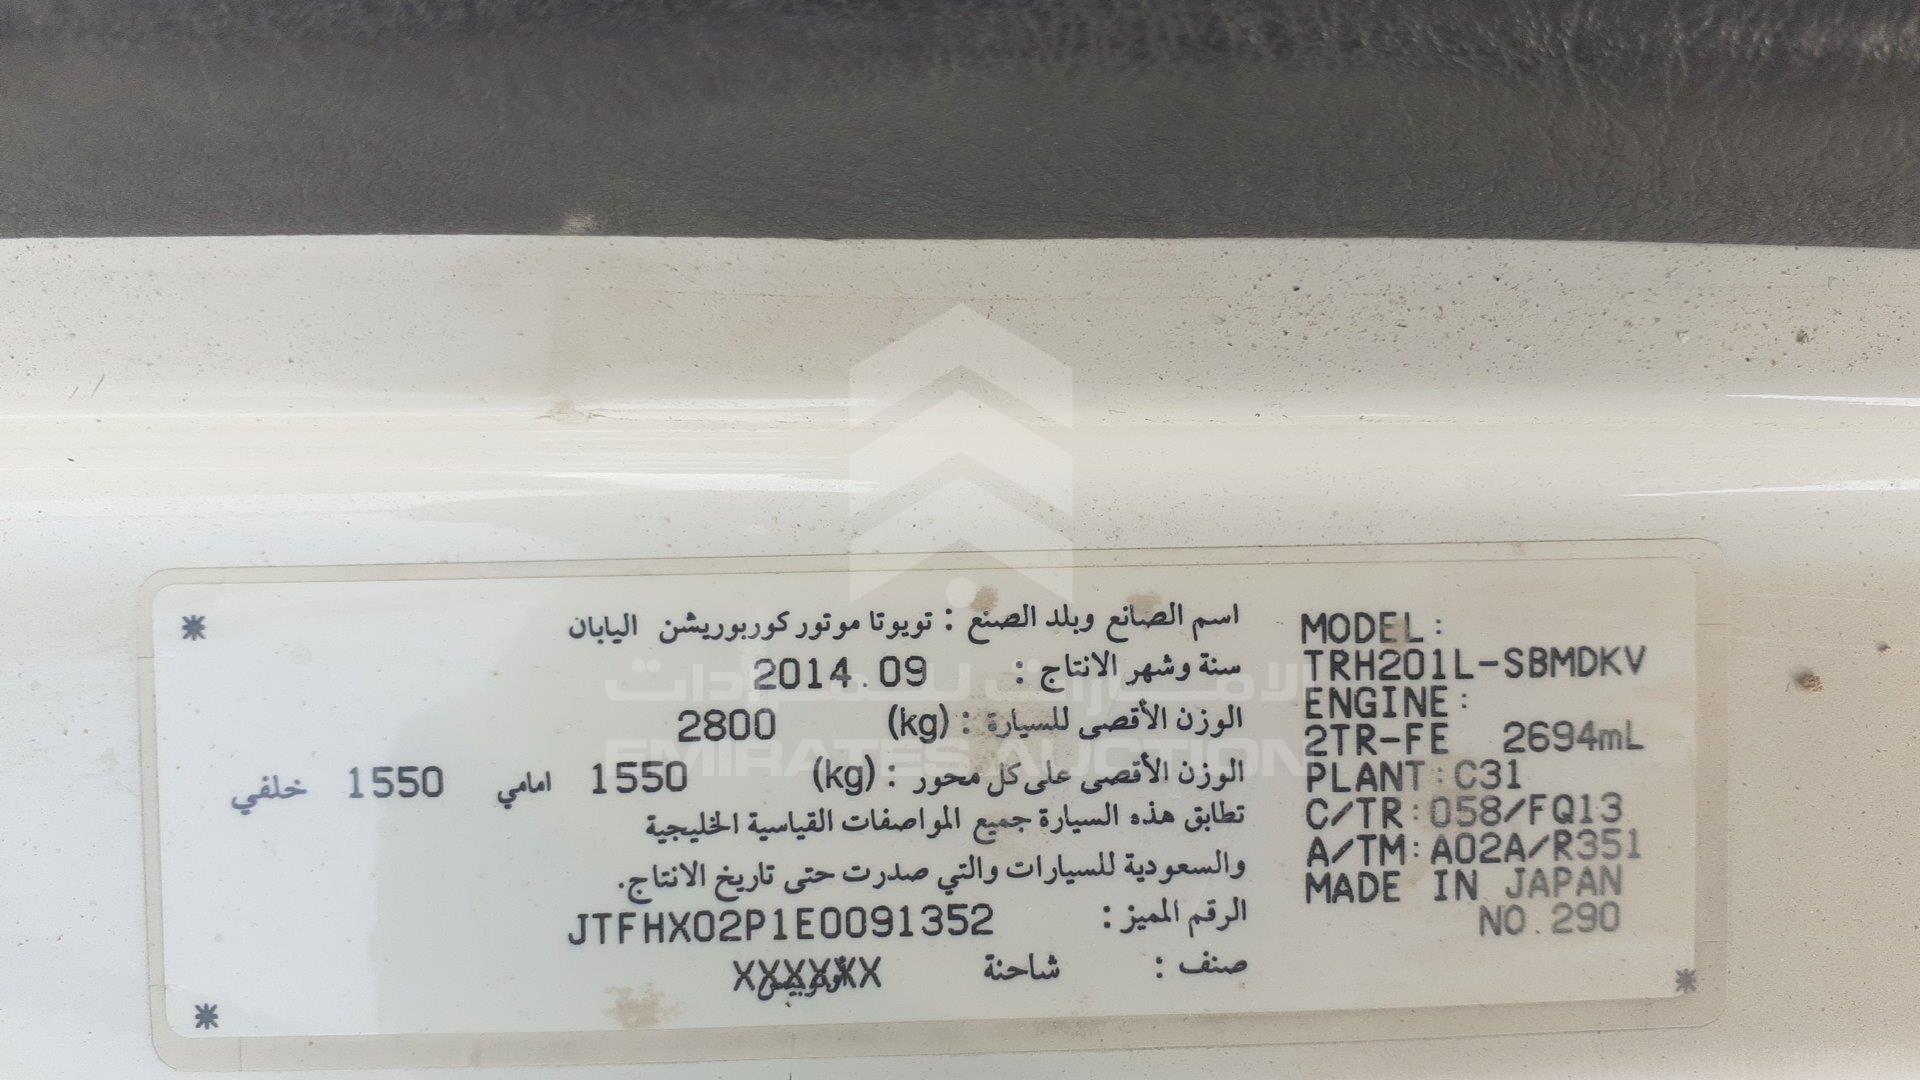 اسم الصانع وبلد الصنع : تويوتا موتور كوربوريشن اليابان
سنة وشهر الانتاج : 2014.09
الوزن الأقصى للسيارة : (kg) 2800
الوزن الأقصى على كل محور : (kg) 1550 امامي 1550 خلفي
تطابق هذه السيارة جميع المواصفات القياسية الخليجية
والسعودية للسيارات والتي صدرت حتى تاريخ الانتاج.
الرقم المميز : JTFHX02P1E0091352
صنف : شاحنة XXXXXX
MODEL:
TRH201L-SBMDKV
ENGINE:
2TR-FE 2694mL
PLANT:C31
C/TR:058/FQ13
A/TM:A02A/R351
MADE IN JAPAN
NO.290
الامارات للمزادات
EMIRATES AUCTION